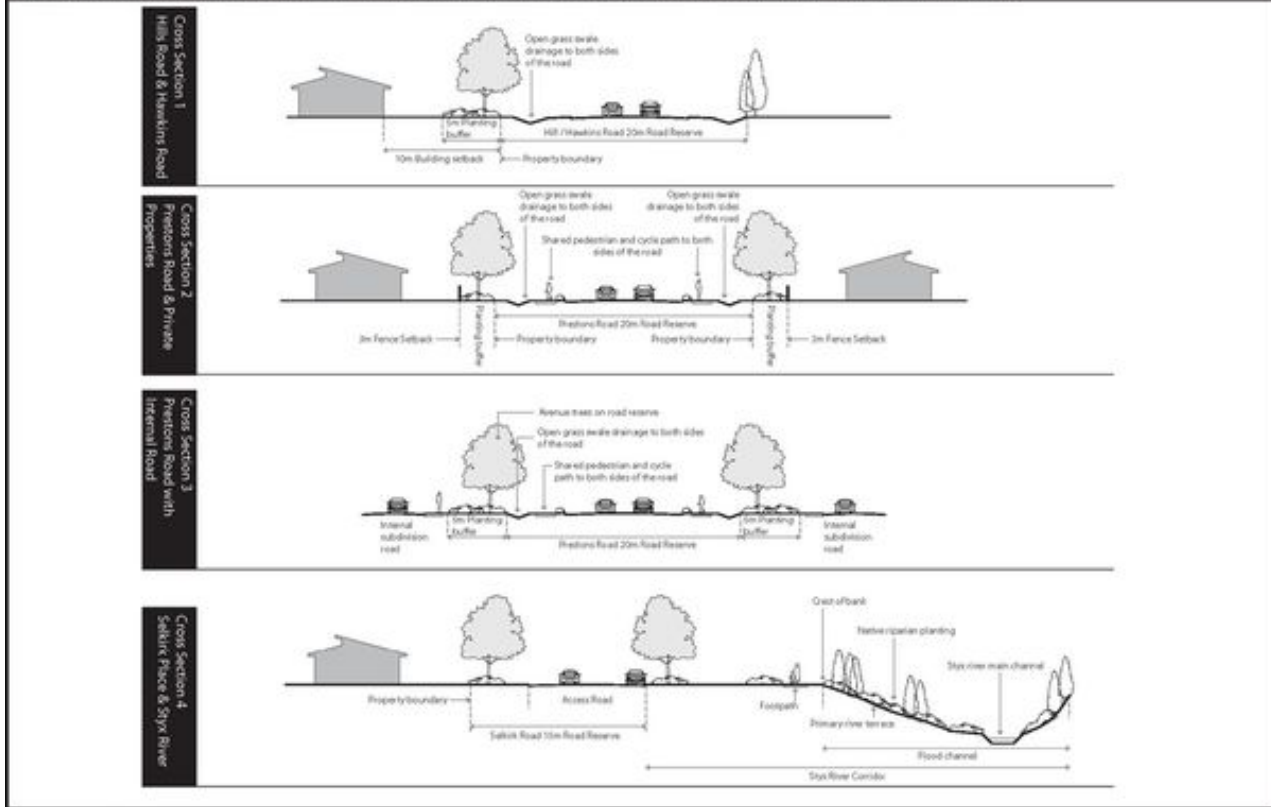 Cross Section 1
Hills Road & Hawkins Road
Open grass swale
drainage to both sides
of the road
5m Planting
buffer
Hill / Hawkins Road 20m Road Reserve
10m Building setback
Property boundary
Cross Section 2
Prestons Road & Private
Properties
Open grass swale
drainage to both sides
of the road
Open grass swale
drainage to both sides
of the road
Shared pedestrian and cycle path to both
sides of the road
Prestons Road 20m Road Reserve
3m Fence Setback
Planting
buffer
Property boundary
Property boundary
Planting
buffer
3m Fence Setback
Cross Section 3
Prestons Road with
Internal Road
Avenue trees on road reserve
Open grass swale drainage to both sides
of the road
Shared pedestrian and cycle
path to both sides of the road
Internal
subdivision
road
5m Planting
buffer
Prestons Road 20m Road Reserve
5m Planting
buffer
Internal
subdivision
road
Cross Section 4
Selkirk Place & Styx River
Crest of bank
Native riparian planting
Styx river main channel
Property boundary
Access Road
Footpath
Primary river terrace
Selkirk Road 15m Road Reserve
Flood channel
Styx River Corridor